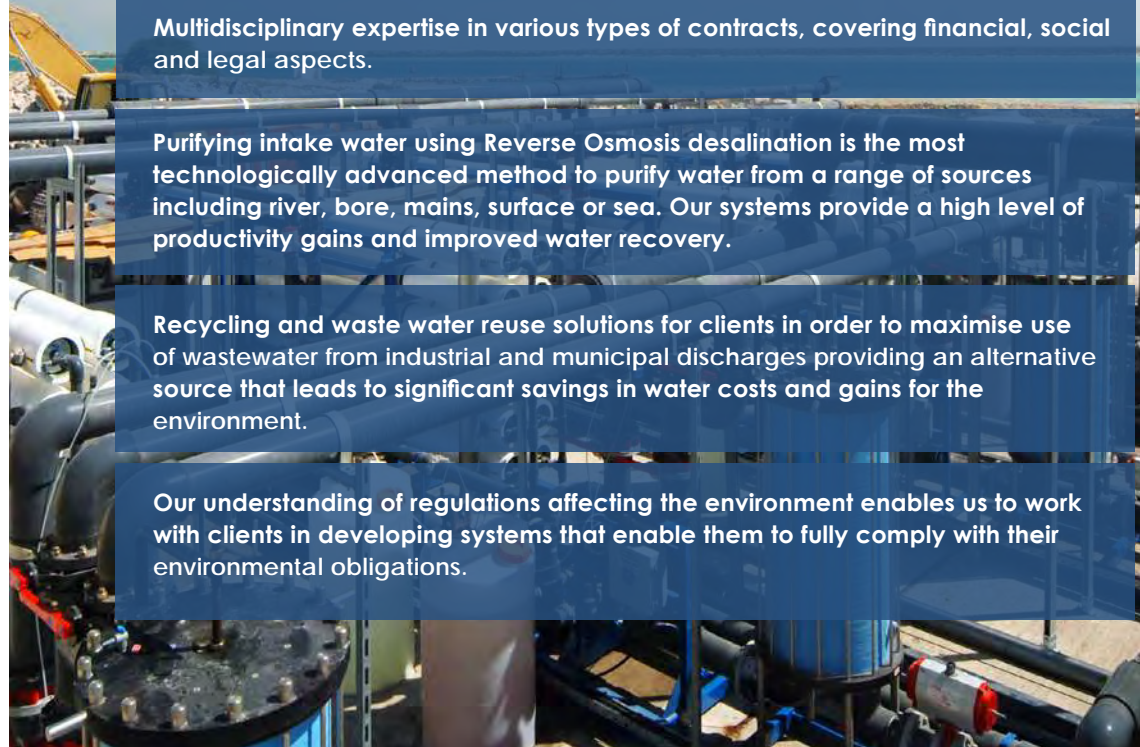 Multidisciplinary expertise in various types of contracts, covering financial, social
and legal aspects.
Purifying intake water using Reverse Osmosis desalination is the most
technologically advanced method to purify water from a range of sources
including river, bore, mains, surface or sea. Our systems provide a high level of
productivity gains and improved water recovery.
Recycling and waste water reuse solutions for clients in order to maximise use
of wastewater from industrial and municipal discharges providing an alternative
source that leads to significant savings in water costs and gains for the
environment.
Our understanding of regulations affecting the environment enables us to work
with clients in developing systems that enable them to fully comply with their
environmental obligations.